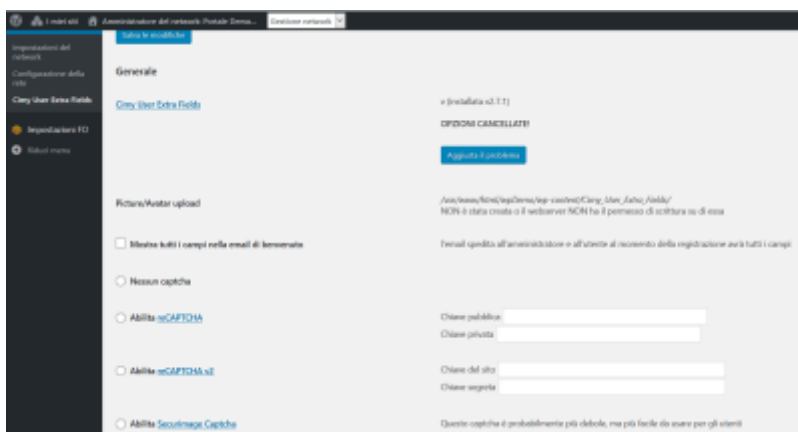 I miei siti Amministratore del network: Portale Demo... Gestione network
Salva le modifiche
Impostazioni del
network
Configurazione della
rete
Cimy User Extra Fields
Impostazioni FO
Riduci menu
Generale
Cimy User Extra Fields
v (installata v2.7.1)
OPZIONI CANCELLATE!
Aggiusta il problema
Picture/Avatar upload
/var/www/html/wpDemo/wp-content/Cimy_User_Extra_Fields/
NON è stata creata o il webserver NON ha il permesso di scrittura su di essa
Mostra tutti i campi nella email di benvenuto
l'email spedita all'amministratore e all'utente al momento della registrazione avrà tutti i campi
Nessun captcha
Abilita reCAPTCHA
Chiave pubblica
Chiave privata
Abilita reCAPTCHA v2
Chiave del sito
Chiave segreta
Abilita Securimage Captcha
Questo captcha è probabilmente più debole, ma più facile da usare per gli utenti